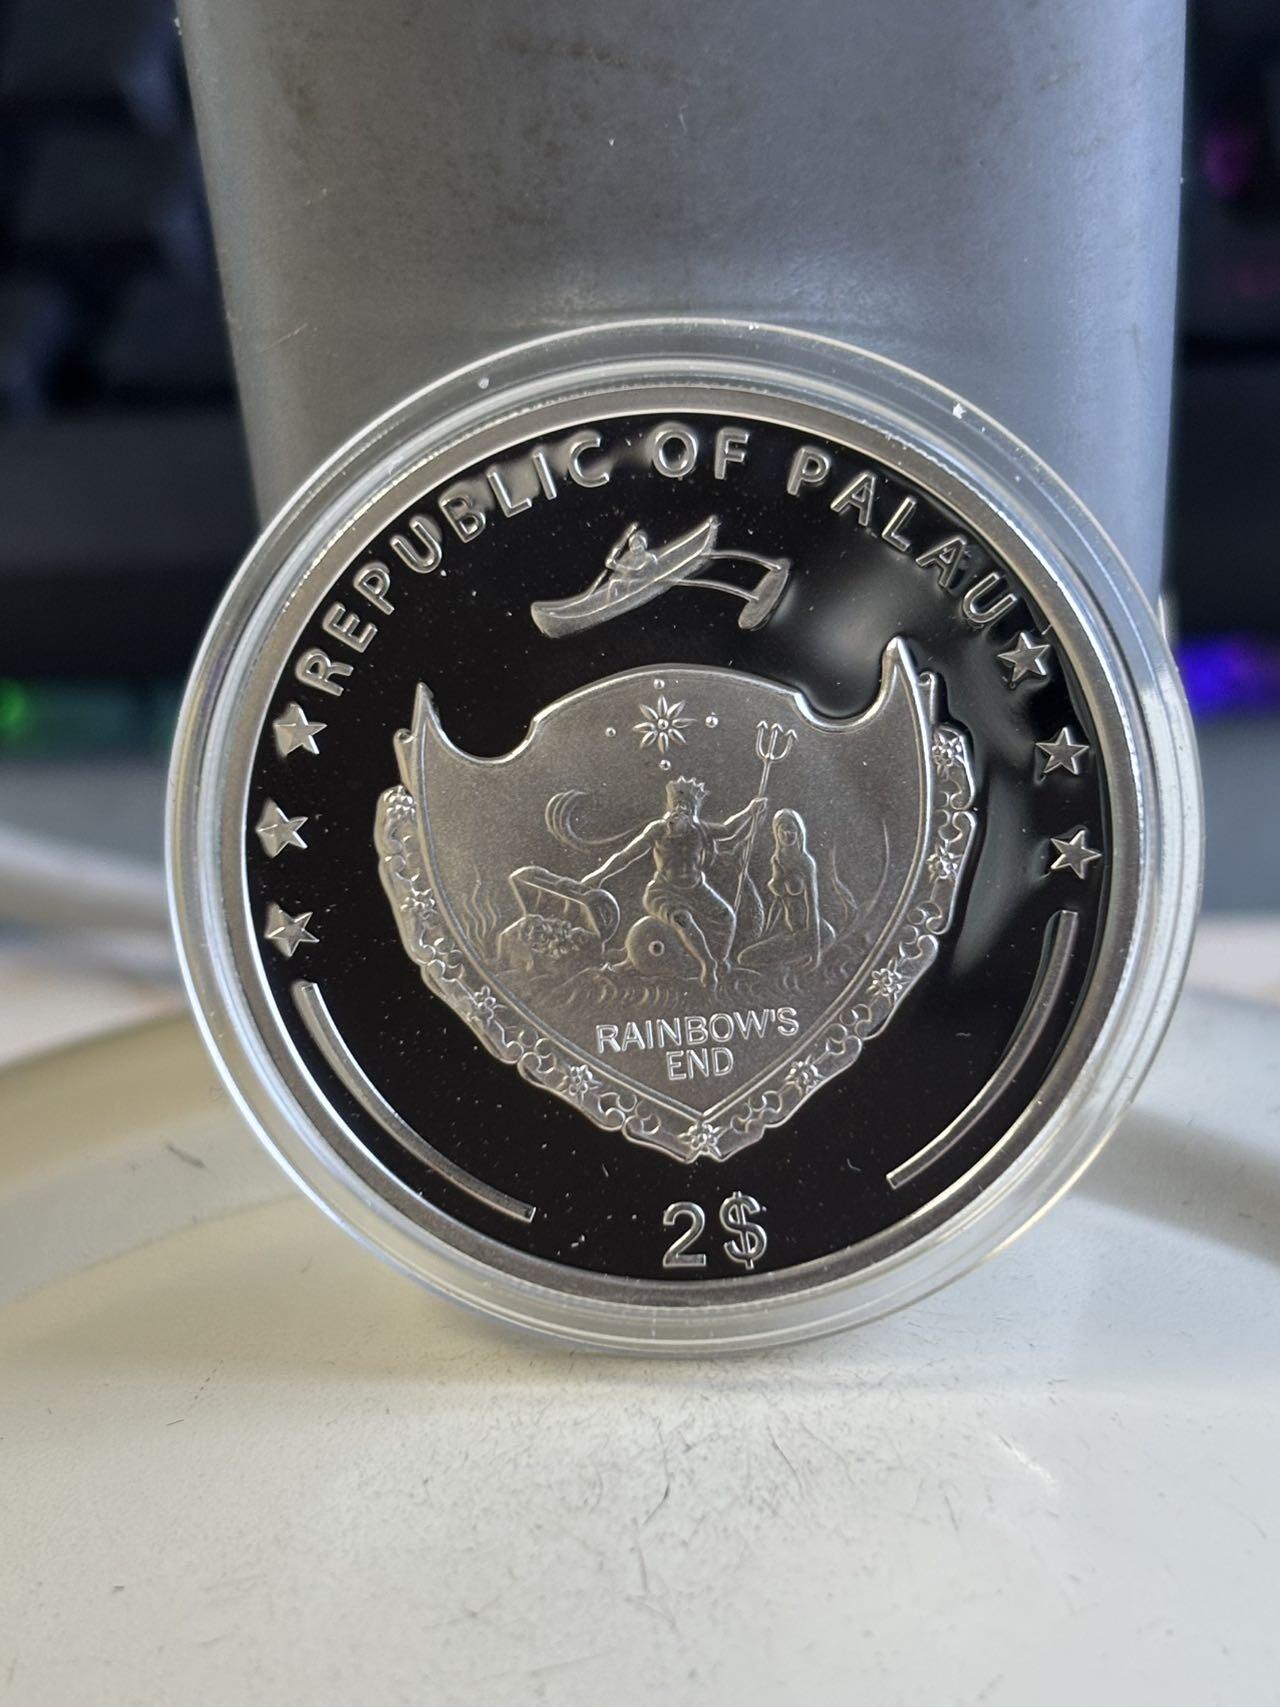 REPUBLIC OF PALAU
RAINBOW'S
END
2$